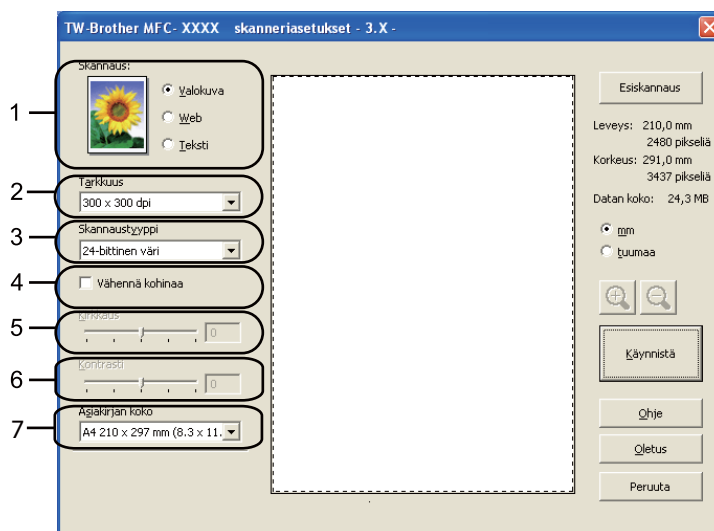 TW-Brother MFC- XXXX skanneriasetukset - 3.X -
1
Skannaus:
Valokuva
Web
Teksti
2
Tarkkuus
300 x 300 dpi
3
Skannaustyyppi
24-bittinen väri
4
Vähennä kohinaa
5
Kirkkaus
0
6
Kontrasti
0
7
Asiakirjan koko
A4 210 x 297 mm (8.3 x 11.
Esiskannaus
Leveys: 210,0 mm
2480 pikseliä
Korkeus: 291,0 mm
3437 pikseliä
Datan koko: 24,3 MB
mm
tuumaa
Käynnistä
Ohje
Oletus
Peruuta